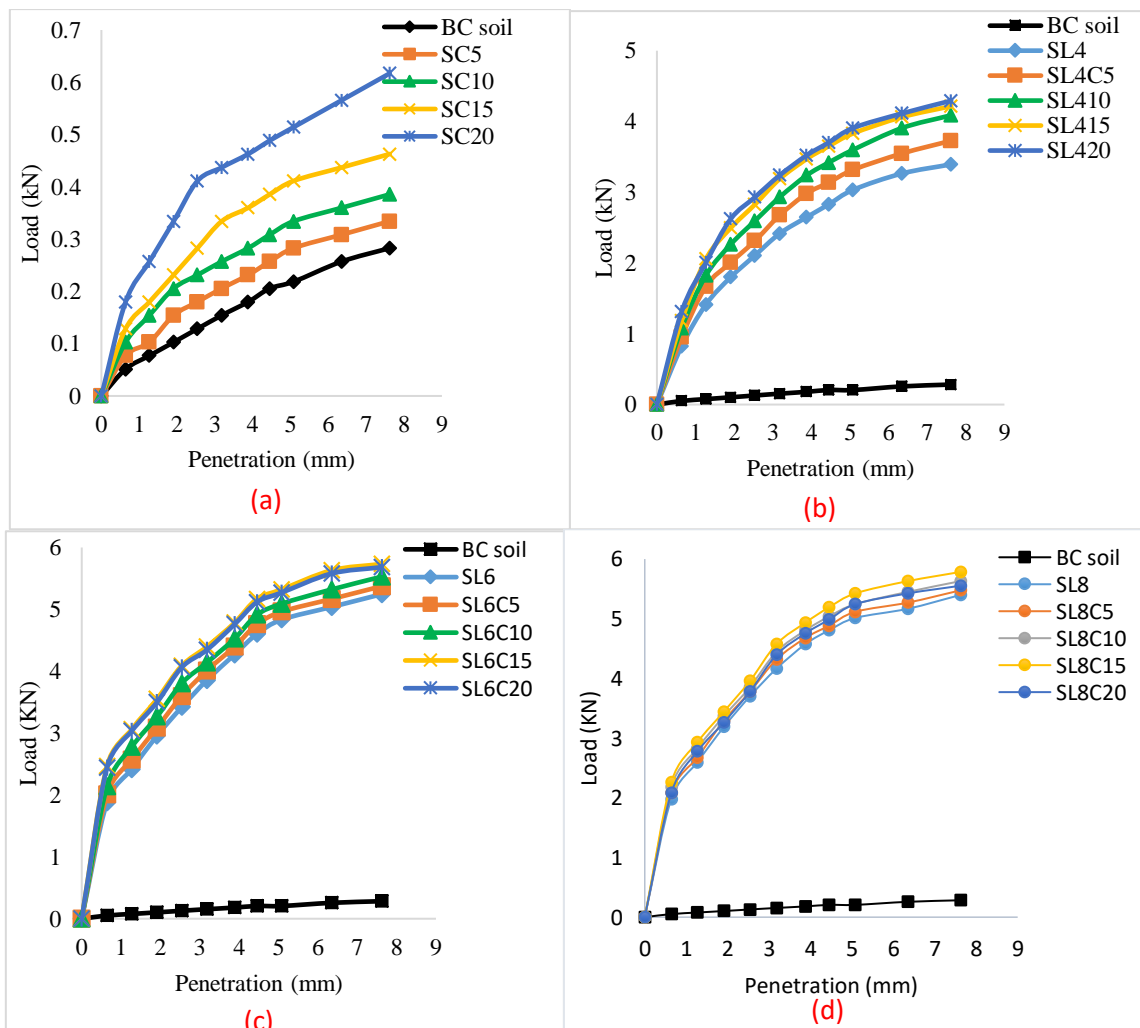 0.7
0.6
0.5
0.4
0.3
0.2
0.1
0
Load (kN)
BC soil
SC5
SC10
SC15
SC20
0 1 2 3 4 5 6 7 8 9
Penetration (mm)
(a)
5
4
3
2
1
0
Load (kN)
BC soil
SL4
SL4C5
SL410
SL415
SL420
0 1 2 3 4 5 6 7 8 9
Penetration (mm)
(b)
6
5
4
3
2
1
0
Load (KN)
BC soil
SL6
SL6C5
SL6C10
SL6C15
SL6C20
0 1 2 3 4 5 6 7 8 9
Penetration (mm)
(c)
6
5
4
3
2
1
0
Load (KN)
BC soil
SL8
SL8C5
SL8C10
SL8C15
SL8C20
0 1 2 3 4 5 6 7 8 9
Penetration (mm)
(d)